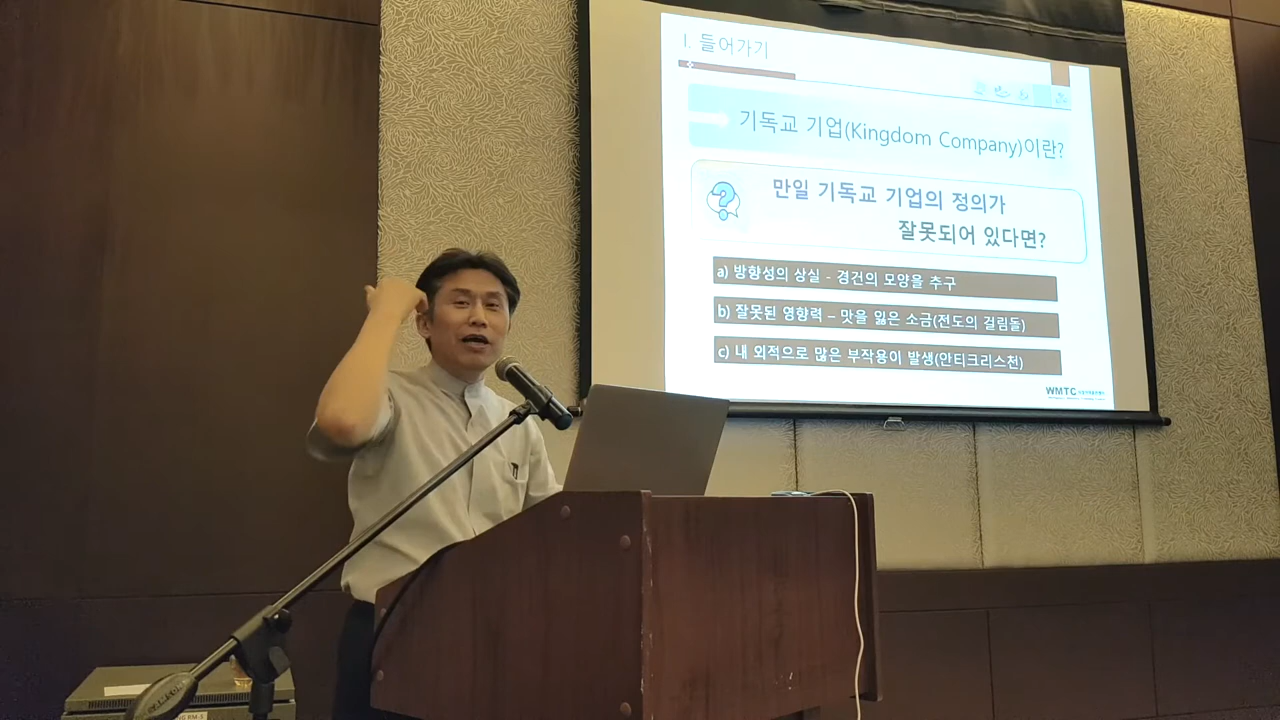 I. 들어가기
기독교 기업(Kingdom Company)이란?
만일 기독교 기업의 정의가
잘못되어 있다면?
a) 방향성의 상실 - 경건의 모양을 추구
b) 잘못된 영향력 – 맛을 잃은 소금(전도의 걸림돌)
c) 내 외적으로 많은 부작용이 발생(안티크리스천)
WMTC